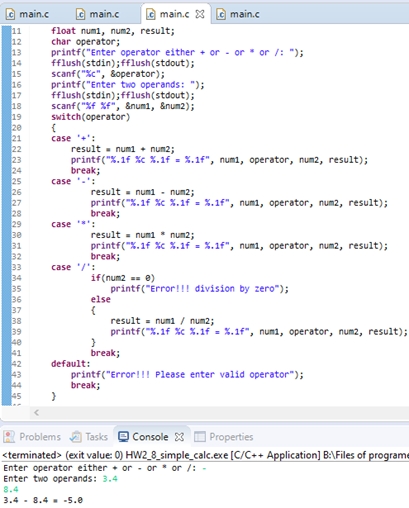 main.c main.c main.c main.c
11 float num1, num2, result;
12 char operator;
13 printf("Enter operator either + or - or * or /: ");
14 fflush(stdin);fflush(stdout);
15 scanf("%c", &operator);
16 printf("Enter two operands: ");
17 fflush(stdin);fflush(stdout);
18 scanf("%f %f", &num1, &num2);
19 switch(operator)
20 {
21 case '+':
22 result = num1 + num2;
23 printf("%.1f %c %.1f = %.1f", num1, operator, num2, result);
24 break;
25 case '-':
26 result = num1 - num2;
27 printf("%.1f %c %.1f = %.1f", num1, operator, num2, result);
28 break;
29 case '*':
30 result = num1 * num2;
31 printf("%.1f %c %.1f = %.1f", num1, operator, num2, result);
32 break;
33 case '/':
34 if(num2 == 0)
35 printf("Error!!! division by zero");
36 else
37 {
38 result = num1 / num2;
39 printf("%.1f %c %.1f = %.1f", num1, operator, num2, result);
40 }
41 break;
42 default:
43 printf("Error!!! Please enter valid operator");
44 break;
45 }
Problems Tasks Console Properties
<terminated> (exit value: 0) HW2_8_simple_calc.exe [C/C++ Application] B:\Files of programe
Enter operator either + or - or * or /: -
Enter two operands: 3.4
8.4
3.4 - 8.4 = -5.0